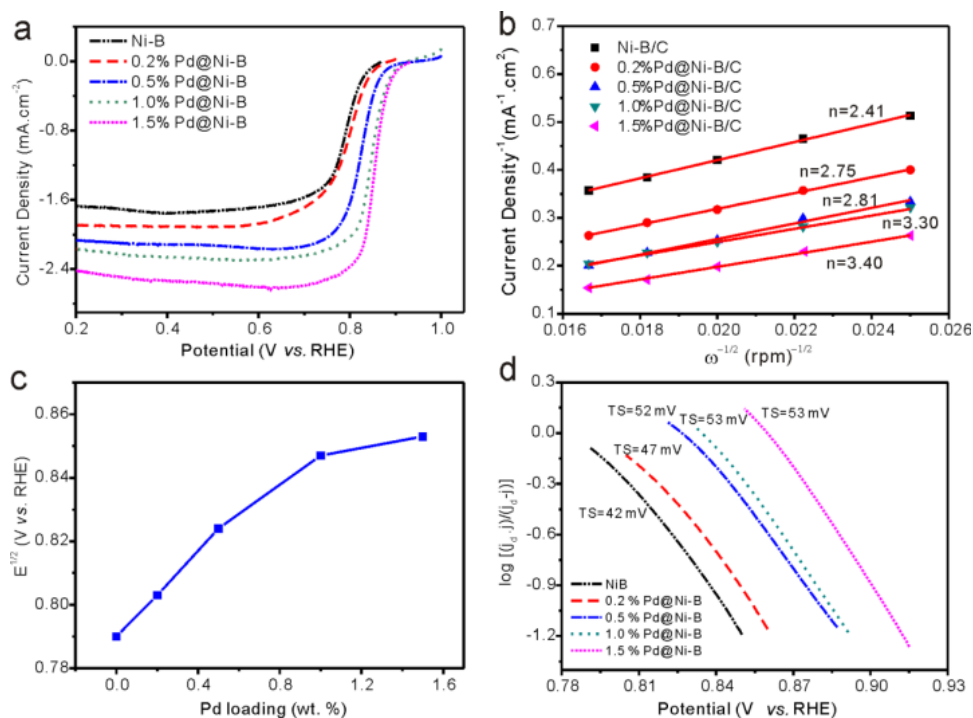 a
Ni-B
0.2% Pd@Ni-B
0.5% Pd@Ni-B
1.0% Pd@Ni-B
1.5% Pd@Ni-B
Current Density (mA.cm⁻²)
0.0
-0.8
-1.6
-2.4
0.2
0.4
0.6
0.8
1.0
Potential (V vs. RHE)
b
Ni-B/C
0.2%Pd@Ni-B/C
0.5%Pd@Ni-B/C
1.0%Pd@Ni-B/C
1.5%Pd@Ni-B/C
n=2.41
n=2.75
n=2.81
n=3.30
n=3.40
Current Density⁻¹(mA⁻¹.cm²)
0.7
0.6
0.5
0.4
0.3
0.2
0.1
0.016
0.018
0.020
0.022
0.024
0.026
ω⁻¹/² (rpm)⁻¹/²
c
E¹/² (V vs. RHE)
0.86
0.84
0.82
0.80
0.78
0.0
0.4
0.8
1.2
1.6
Pd loading (wt. %)
d
TS=52 mV
TS=53 mV
TS=53 mV
TS=47 mV
TS=42 mV
NiB
0.2 % Pd@Ni-B
0.5 % Pd@Ni-B
1.0 % Pd@Ni-B
1.5 % Pd@Ni-B
log [(j_d·j)/(j_d-j)]
0.3
0.0
-0.3
-0.6
-0.9
-1.2
0.78
0.81
0.84
0.87
0.90
0.93
Potential (V vs. RHE)